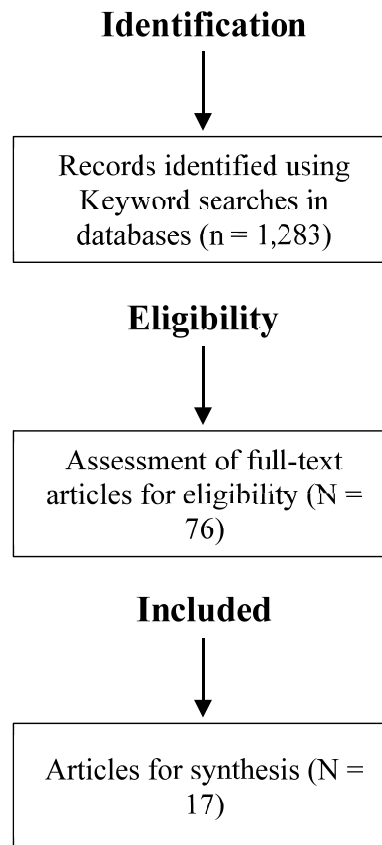 Identification
Records identified using
Keyword searches in
databases (n = 1,283)
Eligibility
Assessment of full-text
articles for eligibility (N =
76)
Included
Articles for synthesis (N =
17)